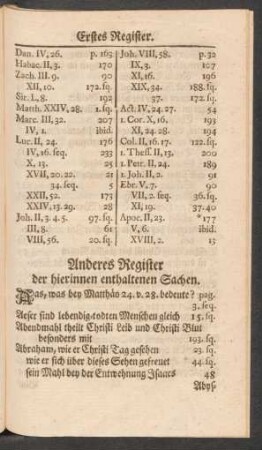 Erstes Register.
Dan. IV, 26. p. 163
Habac. II, 3. 170
Zach. III. 9. 90
XII, 10. 172. sq.
Sir. I, 8. 192
Matth. XXIV, 28. 1. sq.
Marc. III, 32. 207
IV, 1. ibid.
Luc. II, 24. 176
IV, 16. seq. 233
X, 13. 25
XVII, 20. 22. 21
34. seq. 5
XXII, 52. 173
XXIV, 13. 29. 28
Joh. II, 3. 4. 5. 97. sq.
III, 8. 61
VIII, 56. 20. sq.
Joh. VIII, 58. p. 32
IX, 3. 107
XI, 16. 196
XIX, 34. 188. sq.
37. 172. sq.
Act. IV, 24. 27. 54
1. Cor. X, 16. 193
XI, 24. 28. 194
Col. II, 16. 17. 122. sq.
1. Thess. II, 13. 200
1. Petr. II, 24. 189
1. Joh. II, 2. 91
Ebr. V, 7. 90
VII, 2. seq. 36. sq.
XI, 19. 37. 40
Apoc. II, 23. *177
V, 6. ibid.
XVIII, 2. 13
Anderes Register
der hierinnen enthaltenen Sachen.
Aas, was bey Matthäo 24. v. 28. bedeute? pag.
3. seq.
Aeser sind lebendig-todten Menschen gleich 15. sq.
Abendmahl theilt Christi Leib und Christi Blut
besonders mit 193. sq.
Abraham, wie er Christi Tag gesehen 23. sq.
wie er sich über dieses Sehen gefreuet 44. sq.
sein Mahl bey der Entwehnung Isaacs 48
Abyß-